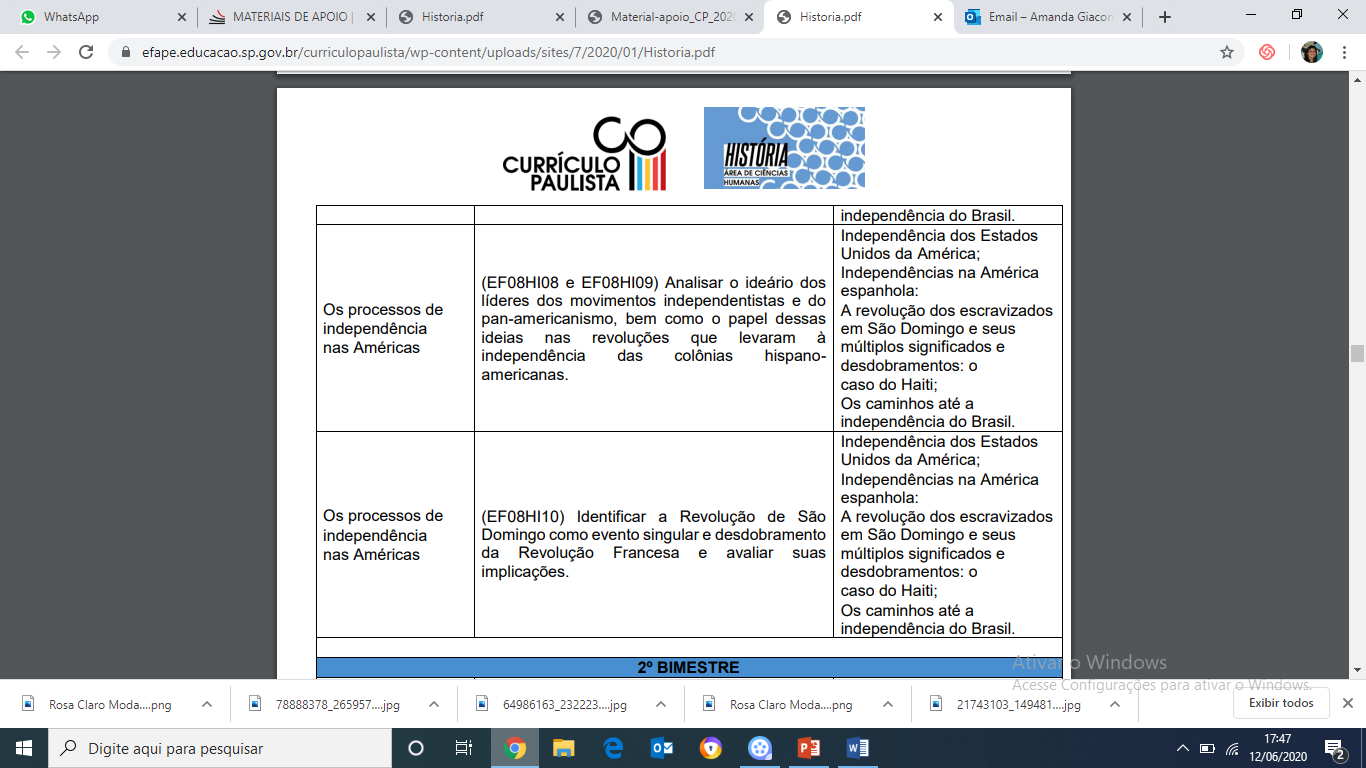 WhatsApp
MATERIAIS DE APOIO |
Historia.pdf
Material-apoio_CP_202
Historia.pdf
Email – Amanda Giacon
efape.educacao.sp.gov.br/curriculopaulista/wp-content/uploads/sites/7/2020/01/Historia.pdf
CURRÍCULO
PAULISTA
HISTÓRIA
ÁREA DE CIÊNCIAS
HUMANAS
independência do Brasil.
Os processos de
independência
nas Américas
(EF08HI08 e EF08HI09) Analisar o ideário dos
líderes dos movimentos independentistas e do
pan-americanismo, bem como o papel dessas
ideias nas revoluções que levaram à
independência das colônias hispano-
americanas.
Independência dos Estados
Unidos da América;
Independências na América
espanhola:
A revolução dos escravizados
em São Domingo e seus
múltiplos significados e
desdobramentos: o
caso do Haiti;
Os caminhos até a
independência do Brasil.
Os processos de
independência
nas Américas
(EF08HI10) Identificar a Revolução de São
Domingo como evento singular e desdobramento
da Revolução Francesa e avaliar suas
implicações.
Independência dos Estados
Unidos da América;
Independências na América
espanhola:
A revolução dos escravizados
em São Domingo e seus
múltiplos significados e
desdobramentos: o
caso do Haiti;
Os caminhos até a
independência do Brasil.
2º BIMESTRE
Ativar o Windows
Acesse Configurações para ativar o Windows.
Rosa Claro Moda....png
78888378_265957....jpg
64986163_232223....jpg
Rosa Claro Moda....png
21743103_149481....jpg
Exibir todos
Digite aqui para pesquisar
17:47
12/06/2020
2